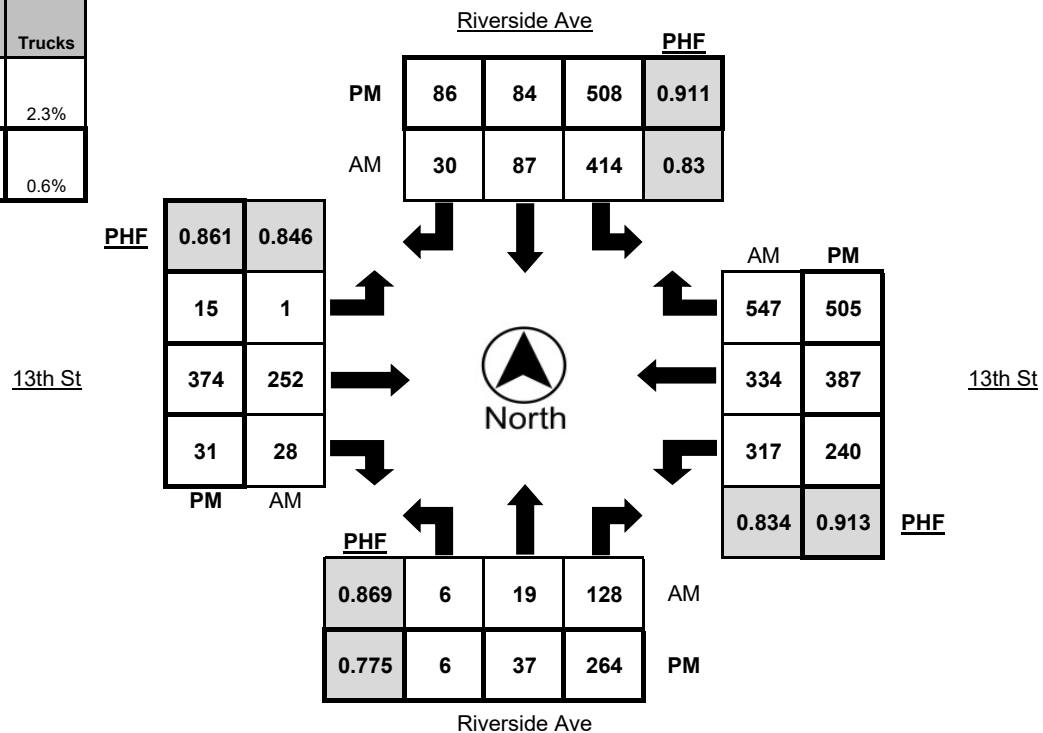 Riverside Ave
Trucks
PHF
PM 86 84 508 0.911
2.3%
AM 30 87 414 0.83
0.6%
PHF 0.861 0.846
AM PM
15 1
547 505
13th St 374 252
334 387 13th St
North
31 28
317 240
PM AM
0.834 0.913 PHF
PHF
0.869 6 19 128 AM
0.775 6 37 264 PM
Riverside Ave